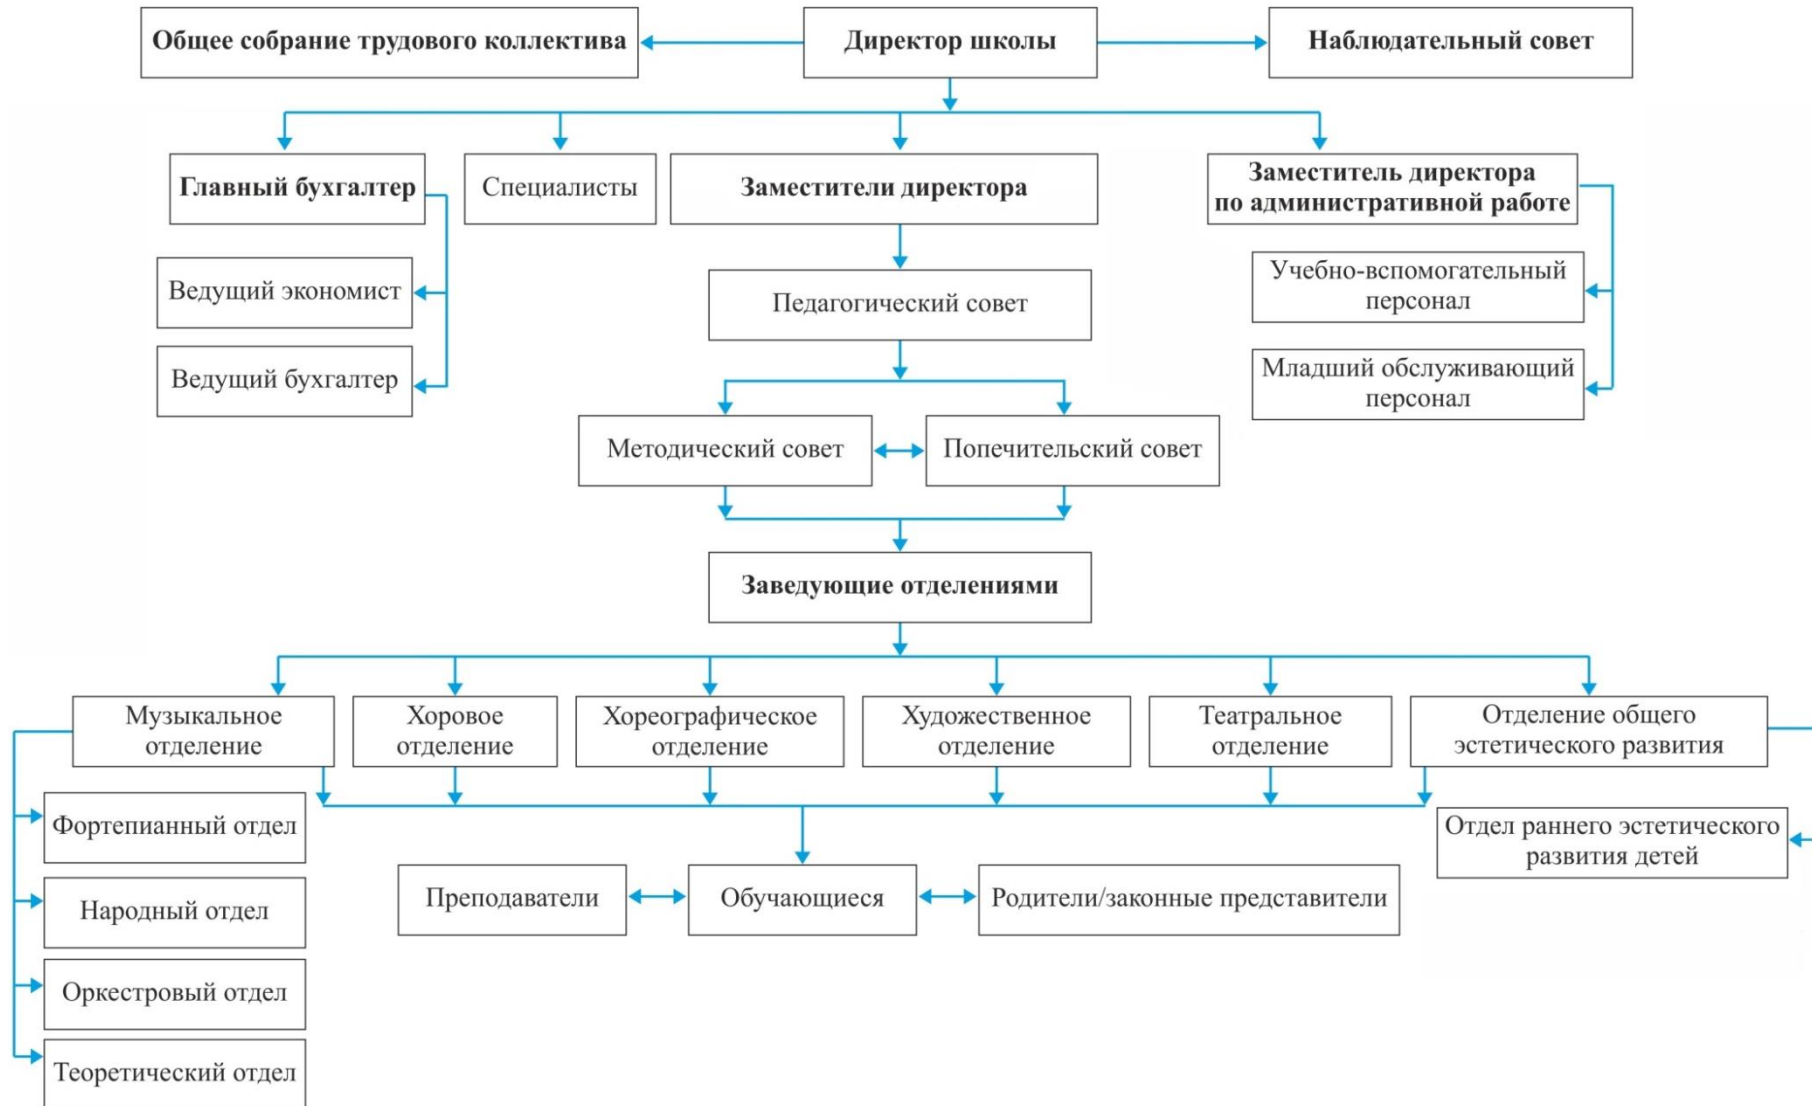 Общее собрание трудового коллектива
Директор школы
Наблюдательный совет
Главный бухгалтер
Специалисты
Заместители директора
Заместитель директора
по административной работе
Ведущий экономист
Ведущий бухгалтер
Педагогический совет
Учебно-вспомогательный
персонал
Младший обслуживающий
персонал
Методический совет
Попечительский совет
Заведующие отделениями
Музыкальное
отделение
Хоровое
отделение
Хореографическое
отделение
Художественное
отделение
Театральное
отделение
Отделение общего
эстетического развития
Фортепианный отдел
Народный отдел
Оркестровый отдел
Теоретический отдел
Отдел раннего эстетического
развития детей
Преподаватели
Обучающиеся
Родители/законные представители